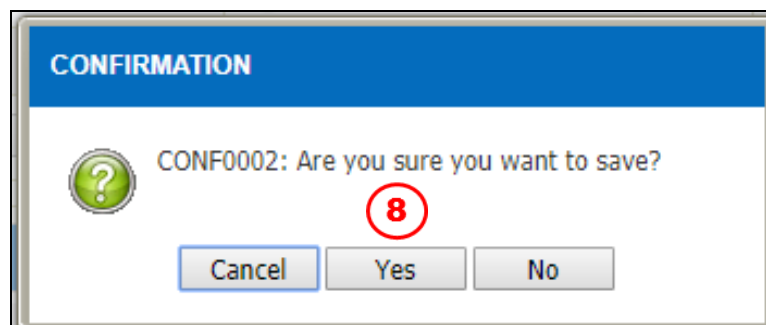 CONFIRMATION
CONF0002: Are you sure you want to save?
8
Cancel Yes No